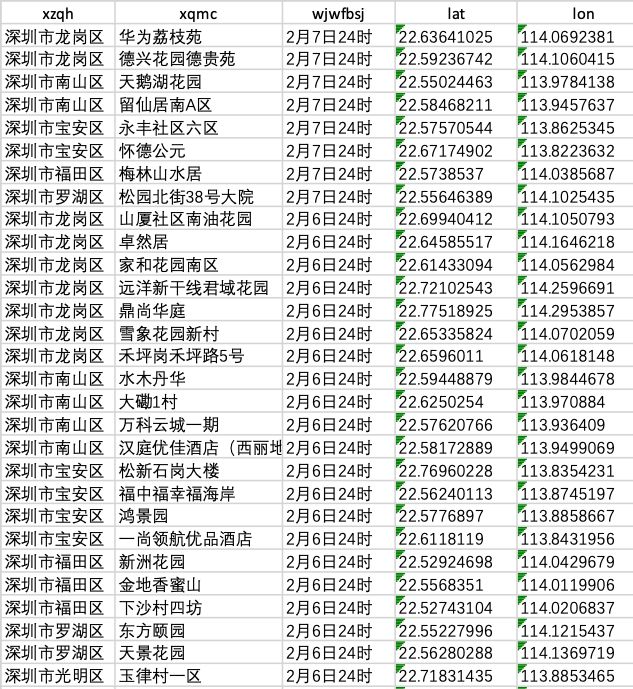 xzqh xqmc wjwfbsj lat lon
深圳市龙岗区 华为荔枝苑 2月7日24时 22.63641025 114.0692381
深圳市龙岗区 德兴花园德贵苑 2月7日24时 22.59236742 114.1060415
深圳市南山区 天鹅湖花园 2月7日24时 22.55024463 113.9784138
深圳市南山区 留仙居南A区 2月7日24时 22.58468211 113.9457637
深圳市宝安区 永丰社区六区 2月7日24时 22.57570544 113.8625345
深圳市宝安区 怀德公元 2月7日24时 22.67174902 113.8223632
深圳市福田区 梅林山水居 2月7日24时 22.5738537 114.0385687
深圳市罗湖区 松园北街38号大院 2月7日24时 22.55646389 114.1025435
深圳市龙岗区 山厦社区南油花园 2月6日24时 22.69940412 114.1050793
深圳市龙岗区 卓然居 2月6日24时 22.64585517 114.1646218
深圳市龙岗区 家和花园南区 2月6日24时 22.61433094 114.0562984
深圳市龙岗区 远洋新干线君域花园 2月6日24时 22.72102543 114.2596691
深圳市龙岗区 鼎尚华庭 2月6日24时 22.77518925 114.2953857
深圳市龙岗区 雪象花园新村 2月6日24时 22.65335824 114.0702059
深圳市龙岗区 禾坪岗禾坪路5号 2月6日24时 22.6596011 114.0618148
深圳市南山区 水木丹华 2月6日24时 22.59448879 113.9844678
深圳市南山区 大磡1村 2月6日24时 22.6250254 113.970884
深圳市南山区 万科云城一期 2月6日24时 22.57620766 113.936409
深圳市南山区 汉庭优佳酒店（西丽地 2月6日24时 22.58172889 113.9499069
深圳市宝安区 松新石岗大楼 2月6日24时 22.76960228 113.8354231
深圳市宝安区 福中福幸福海岸 2月6日24时 22.56240113 113.8745197
深圳市宝安区 鸿景园 2月6日24时 22.5776897 113.8858667
深圳市宝安区 一尚领航优品酒店 2月6日24时 22.6118119 113.8431956
深圳市福田区 新洲花园 2月6日24时 22.52924698 114.0429679
深圳市福田区 金地香蜜山 2月6日24时 22.5568351 114.0119906
深圳市福田区 下沙村四坊 2月6日24时 22.52743104 114.0206837
深圳市罗湖区 东方颐园 2月6日24时 22.55227996 114.1215437
深圳市罗湖区 天景花园 2月6日24时 22.56280288 114.1369719
深圳市光明区 玉律村一区 2月6日24时 22.71831435 113.8853465